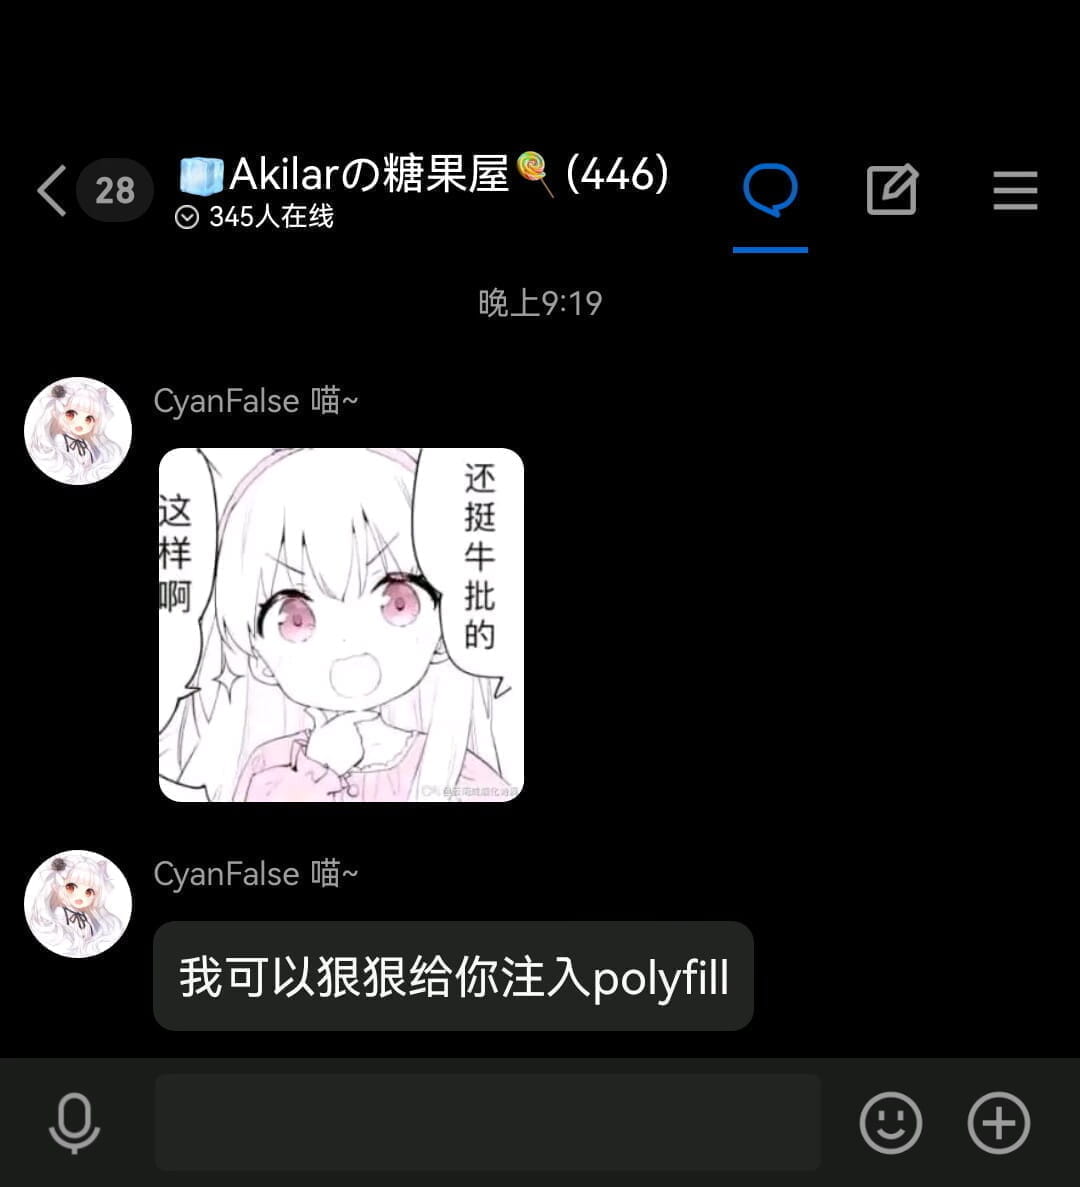 28
🧊Akilarの糖果屋🍭 (446)
345人在线
晚上9:19
CyanFalse 喵~
还挺牛批的
这样啊
CyanFalse 喵~
我可以狠狠给你注入polyfill